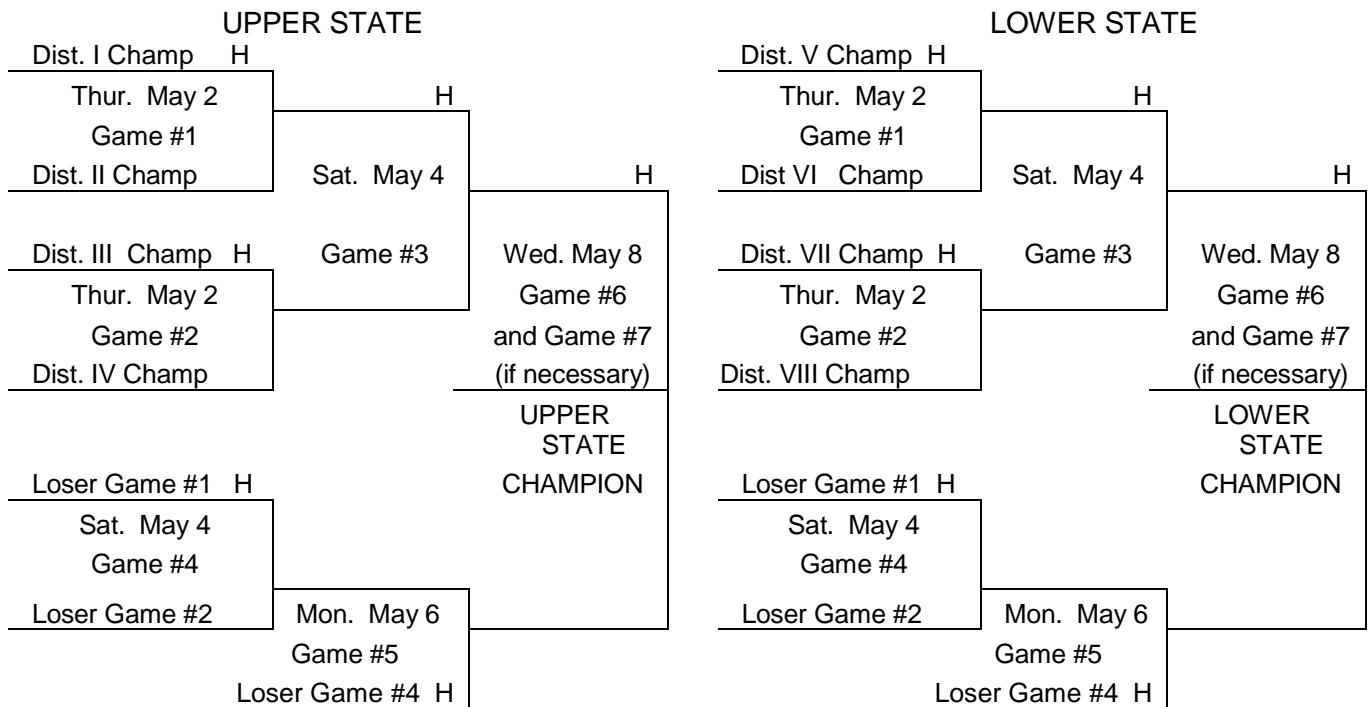 UPPER STATE
Dist. I Champ H
Thur. May 2
H
Game #1
Dist. II Champ
Sat. May 4
H
Dist. III Champ H
Game #3
Wed. May 8
Thur. May 2
Game #6
Game #2
and Game #7
Dist. IV Champ
(if necessary)
UPPER
STATE
Loser Game #1 H
CHAMPION
Sat. May 4
Game #4
Loser Game #2
Mon. May 6
Game #5
Loser Game #4 H
LOWER STATE
Dist. V Champ H
Thur. May 2
H
Game #1
Dist VI Champ
Sat. May 4
H
Dist. VII Champ H
Game #3
Wed. May 8
Thur. May 2
Game #6
Game #2
and Game #7
Dist. VIII Champ
(if necessary)
LOWER
STATE
Loser Game #1 H
CHAMPION
Sat. May 4
Game #4
Loser Game #2
Mon. May 6
Game #5
Loser Game #4 H